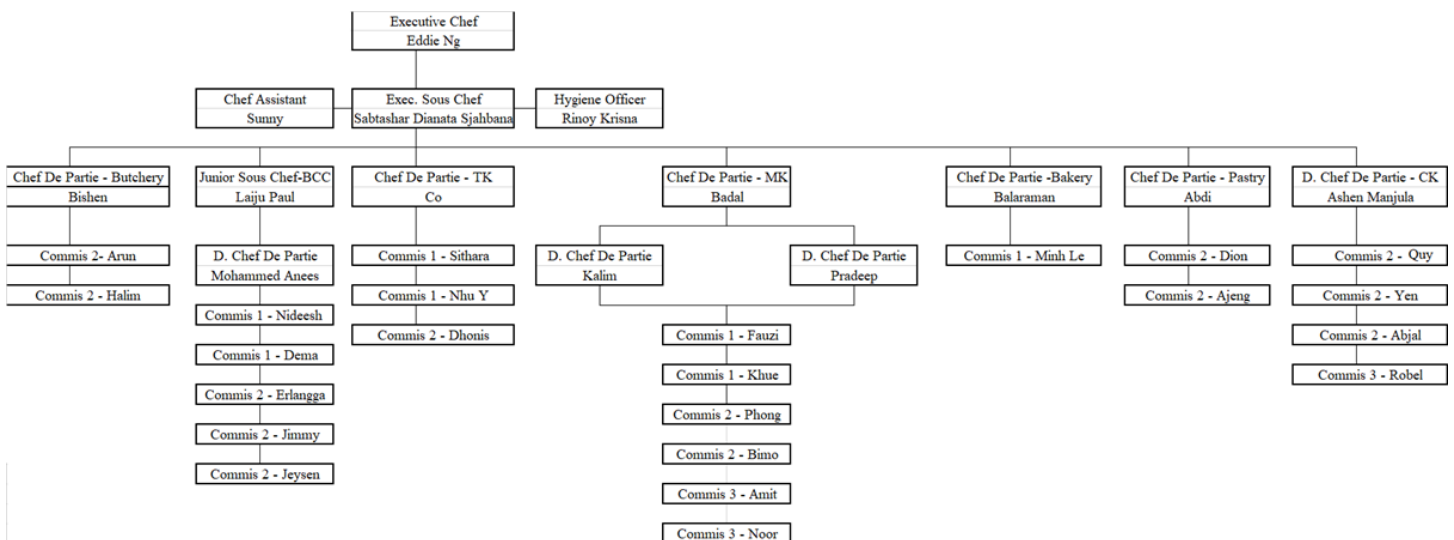 Executive Chef
Eddie Ng
Chef Assistant
Sunny
Exec. Sous Chef
Sabtashar Dianata Sjahbana
Hygiene Officer
Rinoy Krisna
Chef De Partie - Butchery
Bishen
Commis 2- Arun
Commis 2 - Halim
Junior Sous Chef-BCC
Laiju Paul
D. Chef De Partie
Mohammed Anees
Commis 1 - Nideesh
Commis 1 - Dema
Commis 2 - Erlangga
Commis 2 - Jimmy
Commis 2 - Jeysen
Chef De Partie - TK
Co
Commis 1 - Sithara
Commis 1 - Nhu Y
Commis 2 - Dhonis
Chef De Partie - MK
Badal
D. Chef De Partie
Kalim
D. Chef De Partie
Pradeep
Commis 1 - Fauzi
Commis 1 - Khue
Commis 2 - Phong
Commis 2 - Bimo
Commis 3 - Amit
Commis 3 - Noor
Chef De Partie -Bakery
Balaraman
Commis 1 - Minh Le
Chef De Partie - Pastry
Abdi
Commis 2 - Dion
Commis 2 - Ajeng
D. Chef De Partie - CK
Ashen Manjula
Commis 2 - Quy
Commis 2 - Yen
Commis 2 - Abjal
Commis 3 - Robel